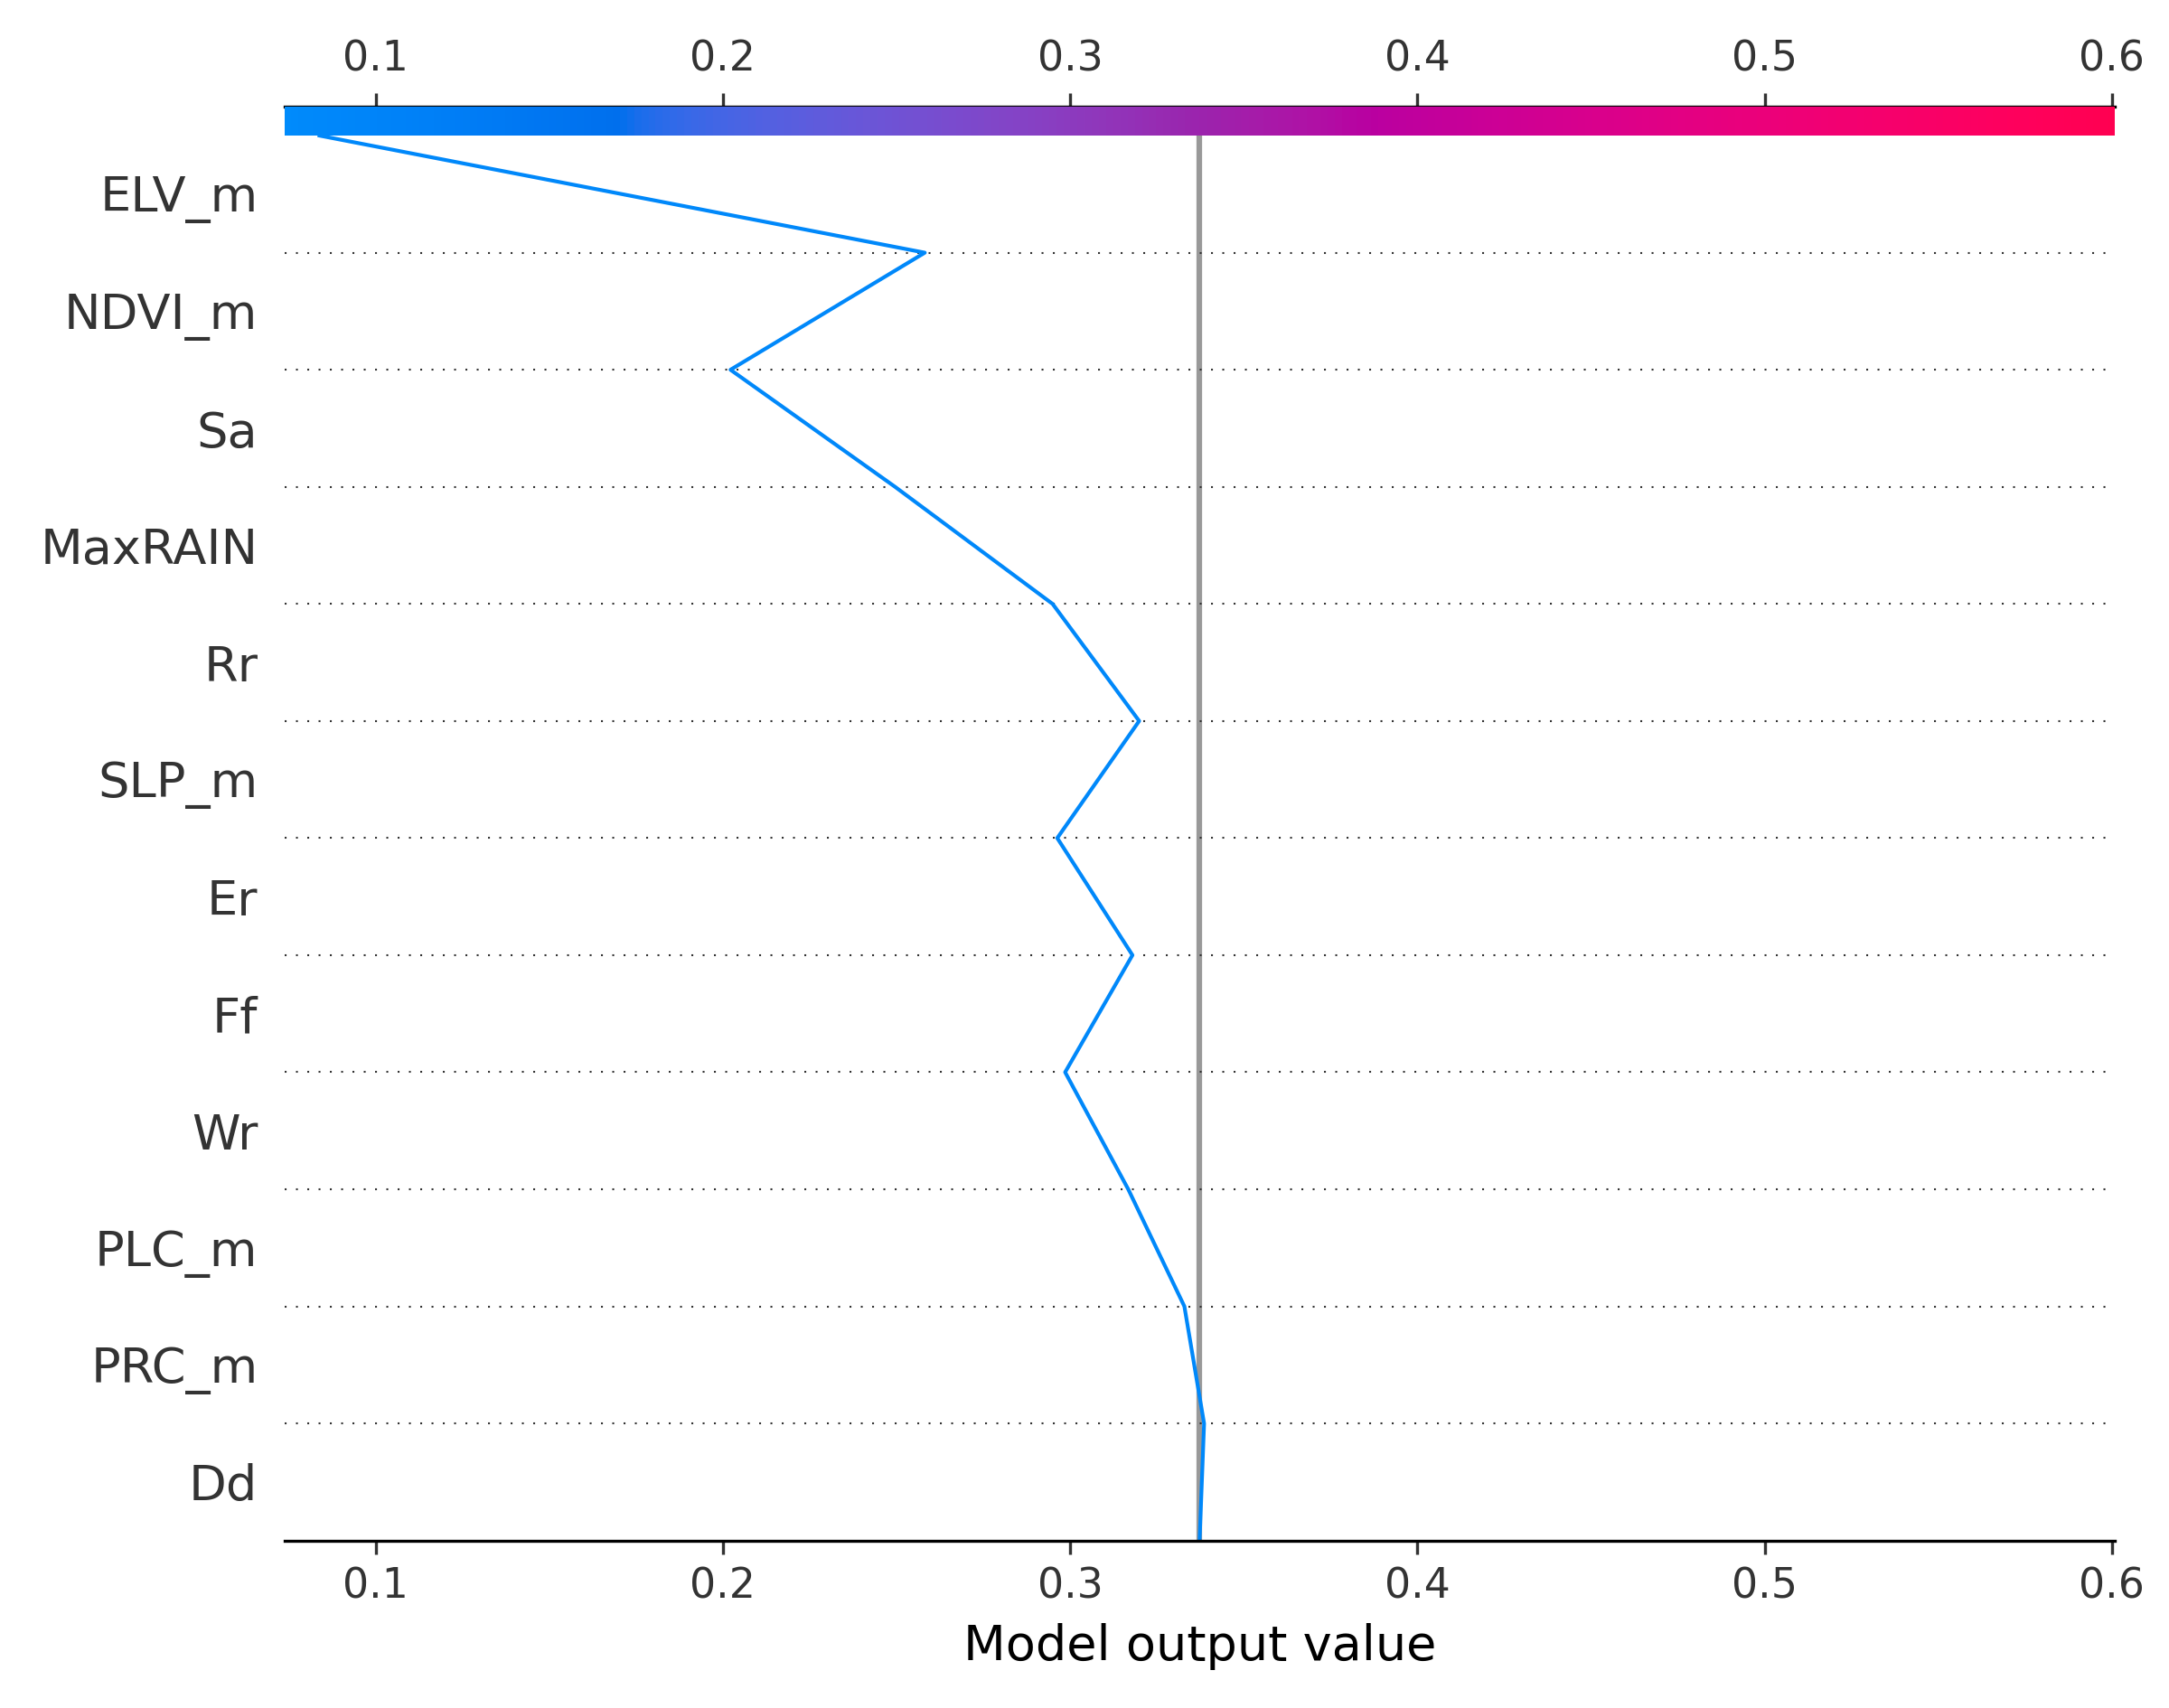 0.1 0.2 0.3 0.4 0.5 0.6
ELV_m
NDVI_m
Sa
MaxRAIN
Rr
SLP_m
Er
Ff
Wr
PLC_m
PRC_m
Dd
0.1 0.2 0.3 0.4 0.5 0.6
Model output value